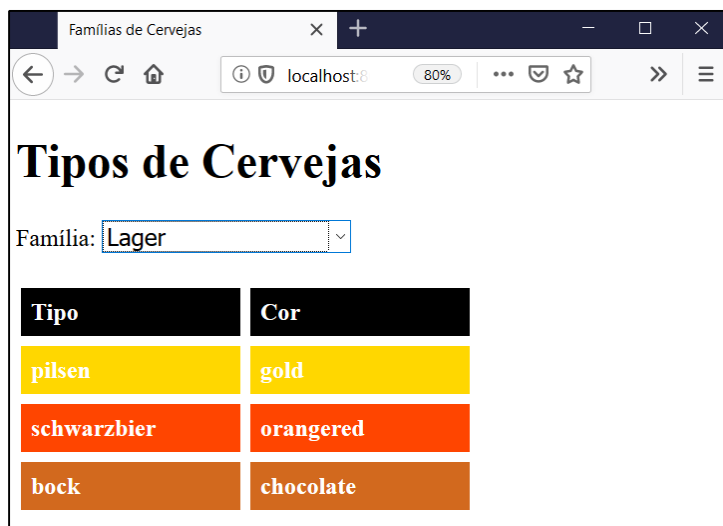 Famílias de Cervejas
localhost:8
80%
Tipos de Cervejas
Família: Lager
Tipo Cor
pilsen gold
schwarzbier orangered
bock chocolate